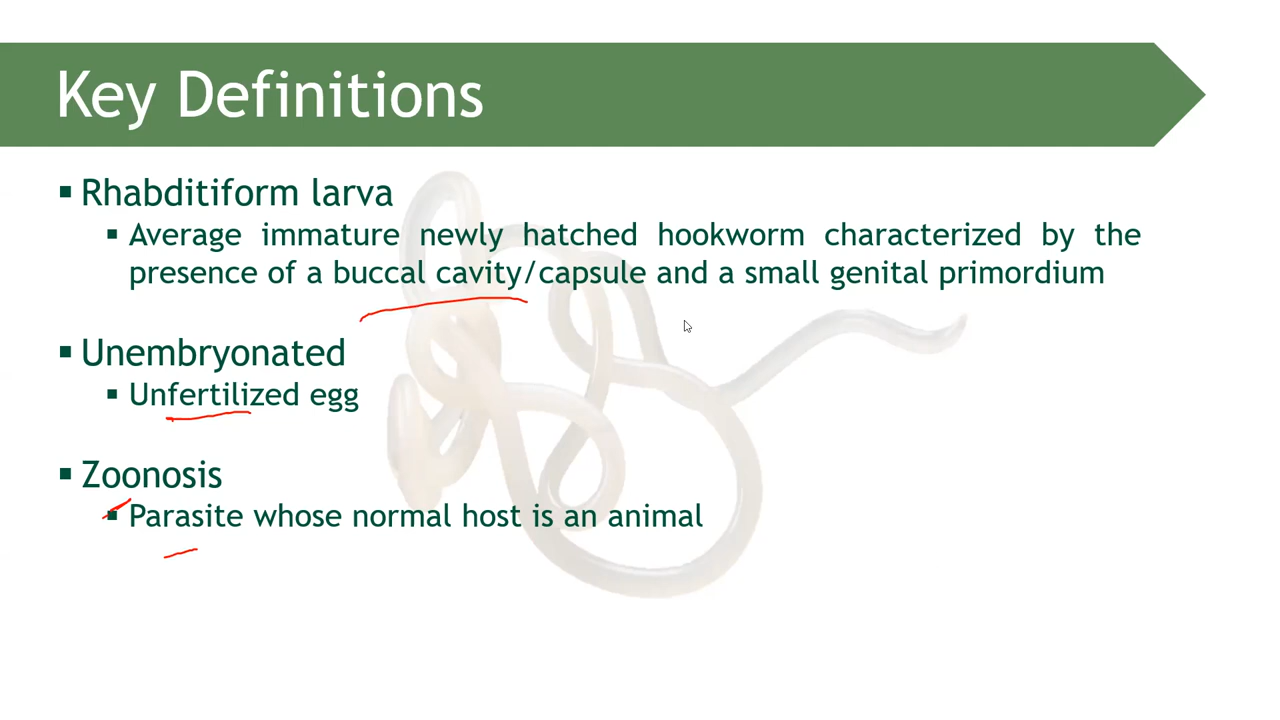 Key Definitions
▪ Rhabditiform larva
▪ Average immature newly hatched hookworm characterized by the
presence of a buccal cavity/capsule and a small genital primordium
▪ Unembryonated
▪ Unfertilized egg
▪ Zoonosis
▪ Parasite whose normal host is an animal